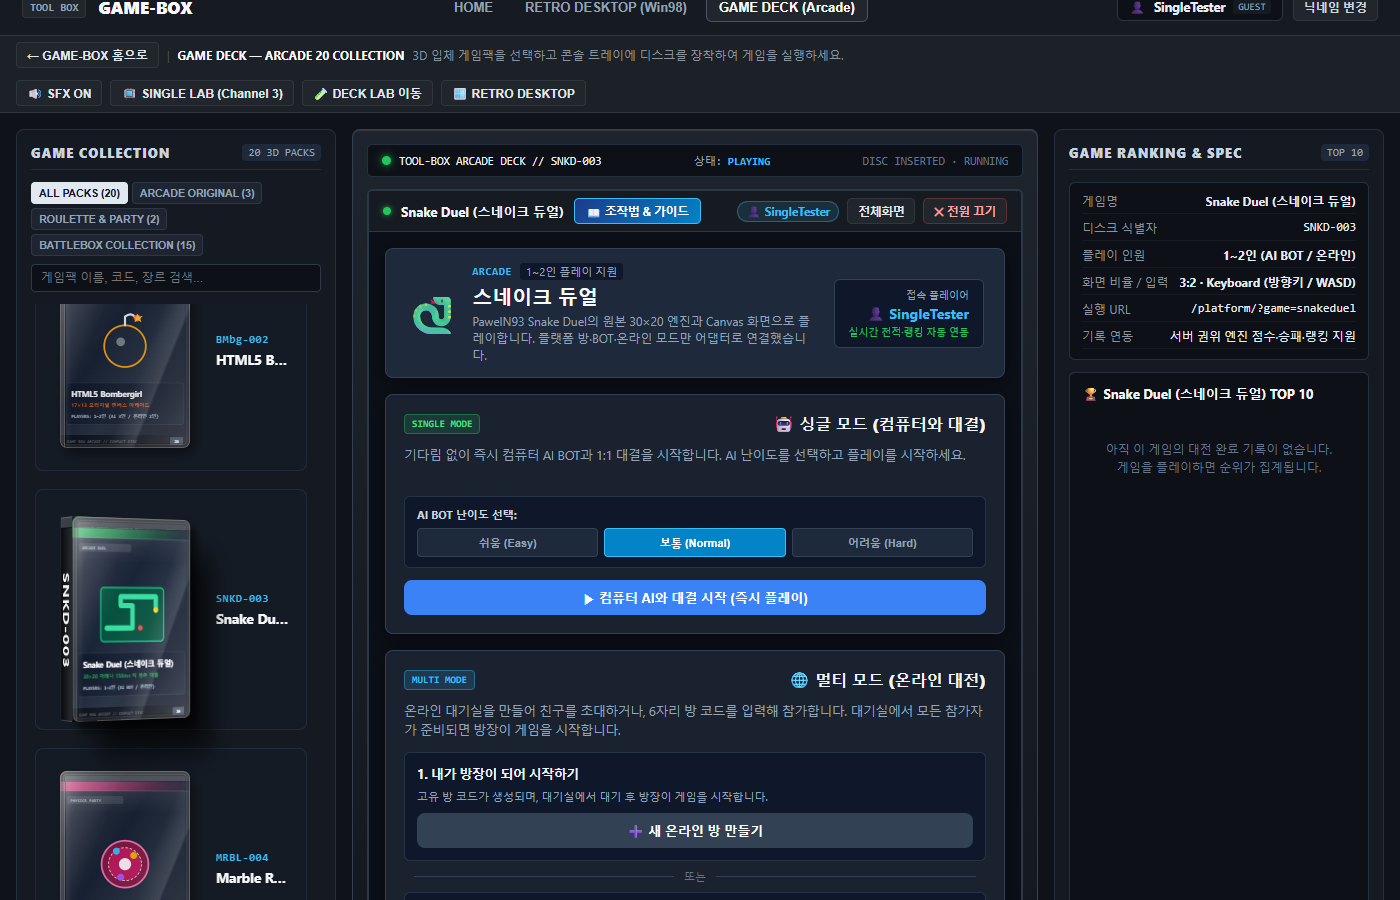 TOOL BOX
GAME-BOX
HOME
RETRO DESKTOP (Win98)
GAME DECK (Arcade)
SingleTester GUEST
닉네임 변경
← GAME-BOX 홈으로
GAME DECK — ARCADE 20 COLLECTION
3D 입체 게임팩을 선택하고 콘솔 트레이에 디스크를 장착하여 게임을 실행하세요.
SFX ON
SINGLE LAB (Channel 3)
DECK LAB 이동
RETRO DESKTOP
GAME COLLECTION
20 3D PACKS
ALL PACKS (20)
ARCADE ORIGINAL (3)
ROULETTE & PARTY (2)
BATTLEBOX COLLECTION (15)
게임팩 이름, 코드, 장르 검색...
HTML5 Bombergirl
BMbg-002
HTML5 B...
SNKD-003
Snake Duel (스네이크 듀얼)
SNKD-003
Snake Du...
MRBL-004
Marble R...
TOOL-BOX ARCADE DECK // SNKD-003
상태: PLAYING
DISC INSERTED · RUNNING
Snake Duel (스네이크 듀얼)
조작법 & 가이드
SingleTester
전체화면
전원 끄기
ARCADE
1~2인 플레이 지원
스네이크 듀얼
PawelN93 Snake Duel의 원본 30×20 엔진과 Canvas 화면으로 플
레이합니다. 플랫폼 방·BOT·온라인 모드만 어댑터로 연결했습니
다.
접속 플레이어
SingleTester
실시간 전적·랭킹 자동 연동
SINGLE MODE
싱글 모드 (컴퓨터와 대결)
기다림 없이 즉시 컴퓨터 AI BOT과 1:1 대결을 시작합니다. AI 난이도를 선택하고 플레이를 시작하세요.
AI BOT 난이도 선택:
쉬움 (Easy)
보통 (Normal)
어려움 (Hard)
▶ 컴퓨터 AI와 대결 시작 (즉시 플레이)
MULTI MODE
멀티 모드 (온라인 대전)
온라인 대기실을 만들어 친구를 초대하거나, 6자리 방 코드를 입력해 참가합니다. 대기실에서 모든 참가자
가 준비되면 방장이 게임을 시작합니다.
1. 내가 방장이 되어 시작하기
고유 방 코드가 생성되며, 대기실에서 대기 후 방장이 게임을 시작합니다.
새 온라인 방 만들기
또는
GAME RANKING & SPEC
TOP 10
게임명
Snake Duel (스네이크 듀얼)
디스크 식별자
SNKD-003
플레이 인원
1~2인 (AI BOT / 온라인)
화면 비율 / 입력
3:2 · Keyboard (방향키 / WASD)
실행 URL
/platform/?game=snakeduel
기록 연동
서버 권위 엔진 점수·승패·랭킹 지원
Snake Duel (스네이크 듀얼) TOP 10
아직 이 게임의 대전 완료 기록이 없습니다.
게임을 플레이하면 순위가 집계됩니다.